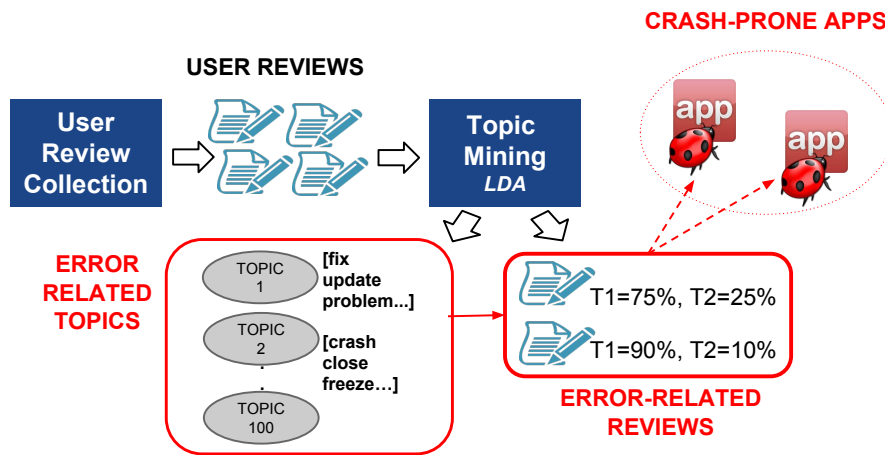 CRASH-PRONE APPS
USER REVIEWS
User
Review
Collection
Topic
Mining
LDA
app
app
ERROR
RELATED
TOPICS
TOPIC
1
[fix
update
problem...]
TOPIC
2
[crash
close
freeze…]
.
.
TOPIC
100
T1=75%, T2=25%
T1=90%, T2=10%
ERROR-RELATED
REVIEWS